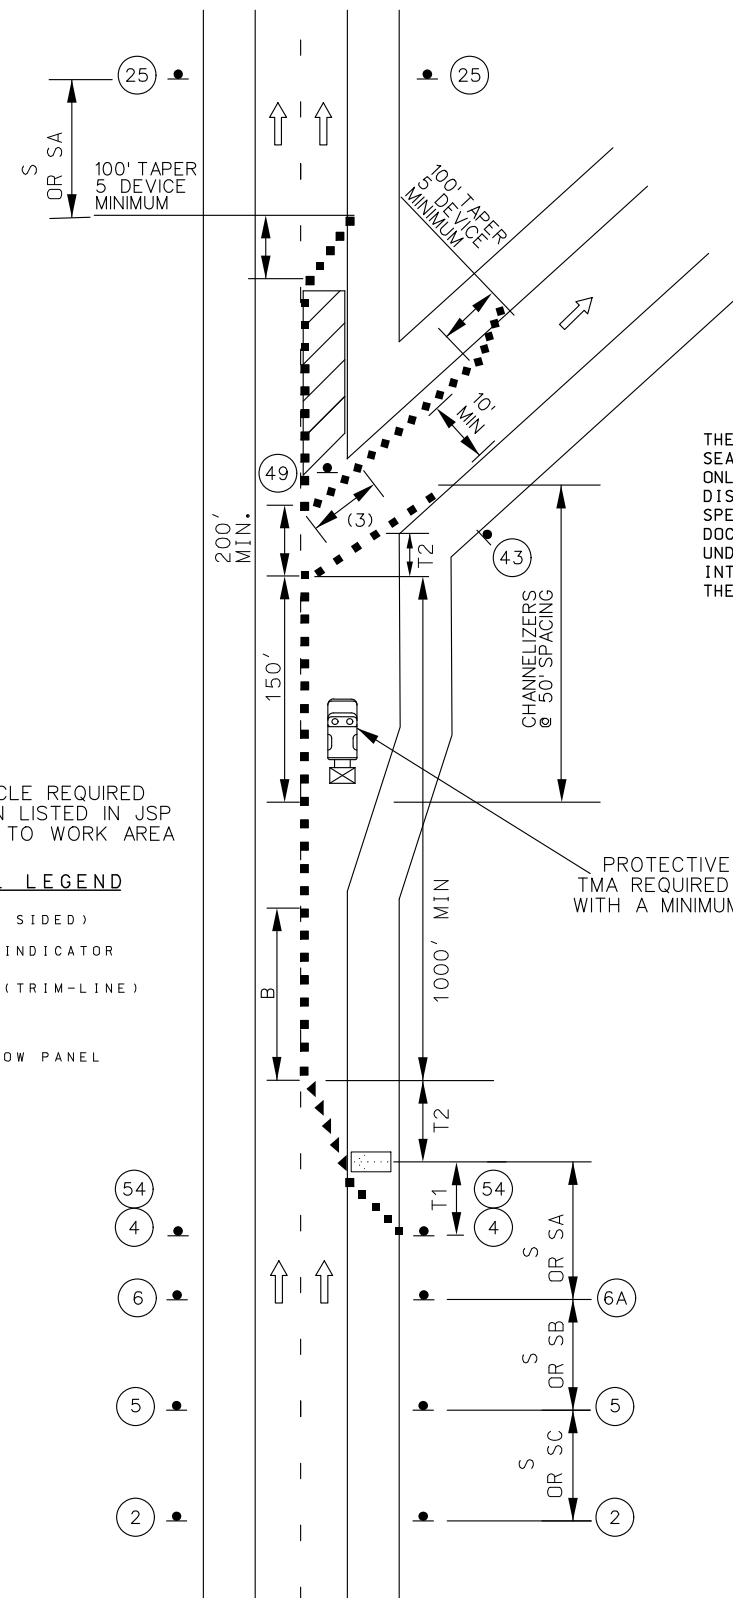 25
25
S
OR SA
100' TAPER
5 DEVICE
MINIMUM
100' TAPER
5 DEVICE
MINIMUM
10'
MIN
49
(3)
200'
MIN.
T2
43
THE
SEA
ONL
DIS
SPE
DOC
UND
INT
THE
CHANNELIZERS
@ 50' SPACING
150'
CLE REQUIRED
N LISTED IN JSP
TO WORK AREA
L LEGEND
SIDED)
INDICATOR
(TRIM-LINE)
OW PANEL
PROTECTIVE
TMA REQUIRED
WITH A MINIMUM
1000' MIN
B
T2
T1
54
4
54
4
S
OR SA
6
6A
S
OR SB
5
5
S
OR SC
2
2